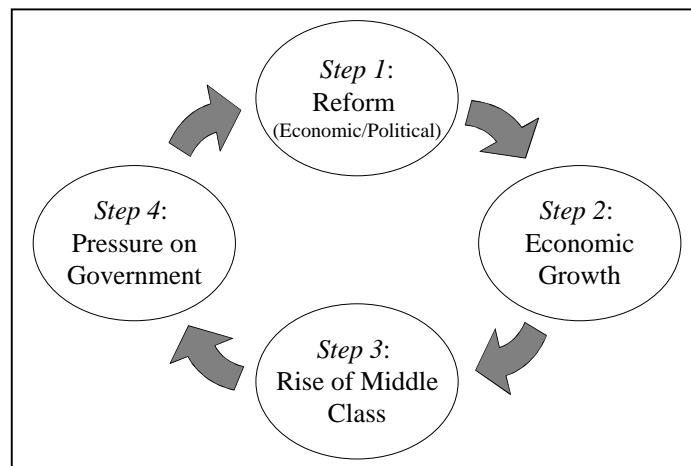 Step 1:
Reform
(Economic/Political)
Step 2:
Economic
Growth
Step 3:
Rise of Middle
Class
Step 4:
Pressure on
Government